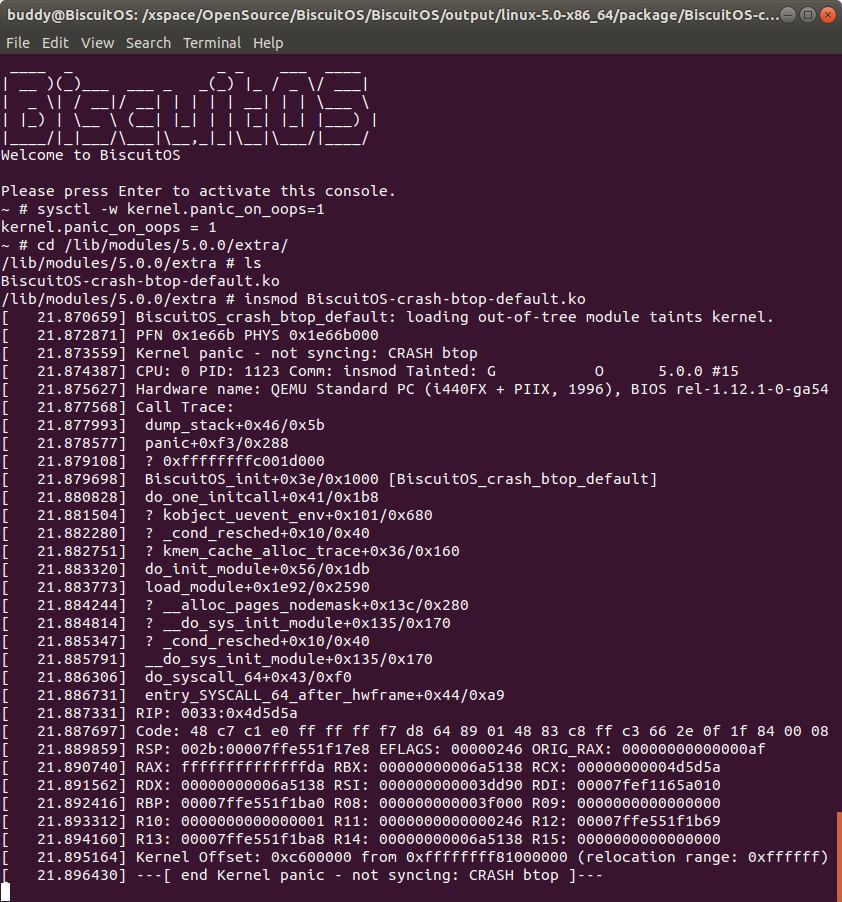 buddy@BiscuitOS: /xspace/OpenSource/BiscuitOS/BiscuitOS/output/linux-5.0-x86_64/package/BiscuitOS-c...
File Edit View Search Terminal Help
 ____  _                _ _    ___  ____
| __ )(_)___  ___ _   _(_) |_ / _ \/ ___|
|  _ \| / __|/ __| | | | | __| | | \___ \
| |_) | \__ \ (__| |_| | | |_| |_| |___) |
|____/|_|___/\___|\__,_|_|\__|\___/|____/
Welcome to BiscuitOS
Please press Enter to activate this console.
~ # sysctl -w kernel.panic_on_oops=1
kernel.panic_on_oops = 1
~ # cd /lib/modules/5.0.0/extra/
/lib/modules/5.0.0/extra # ls
BiscuitOS-crash-btop-default.ko
/lib/modules/5.0.0/extra # insmod BiscuitOS-crash-btop-default.ko
[   21.870659] BiscuitOS_crash_btop_default: loading out-of-tree module taints kernel.
[   21.872871] PFN 0x1e66b PHYS 0x1e66b000
[   21.873559] Kernel panic - not syncing: CRASH btop
[   21.874387] CPU: 0 PID: 1123 Comm: insmod Tainted: G           O      5.0.0 #15
[   21.875627] Hardware name: QEMU Standard PC (i440FX + PIIX, 1996), BIOS rel-1.12.1-0-ga54
[   21.877568] Call Trace:
[   21.877993]  dump_stack+0x46/0x5b
[   21.878577]  panic+0xf3/0x288
[   21.879108]  ? 0xffffffffc001d000
[   21.879698]  BiscuitOS_init+0x3e/0x1000 [BiscuitOS_crash_btop_default]
[   21.880828]  do_one_initcall+0x41/0x1b8
[   21.881504]  ? kobject_uevent_env+0x101/0x680
[   21.882280]  ? _cond_resched+0x10/0x40
[   21.882751]  ? kmem_cache_alloc_trace+0x36/0x160
[   21.883320]  do_init_module+0x56/0x1db
[   21.883773]  load_module+0x1e92/0x2590
[   21.884244]  ? __alloc_pages_nodemask+0x13c/0x280
[   21.884814]  ? __do_sys_init_module+0x135/0x170
[   21.885347]  ? _cond_resched+0x10/0x40
[   21.885791]  __do_sys_init_module+0x135/0x170
[   21.886306]  do_syscall_64+0x43/0xf0
[   21.886731]  entry_SYSCALL_64_after_hwframe+0x44/0xa9
[   21.887331] RIP: 0033:0x4d5d5a
[   21.887697] Code: 48 c7 c1 e0 ff ff ff f7 d8 64 89 01 48 83 c8 ff c3 66 2e 0f 1f 84 00 08
[   21.889859] RSP: 002b:00007ffe551f17e8 EFLAGS: 00000246 ORIG_RAX: 00000000000000af
[   21.890740] RAX: ffffffffffffffda RBX: 00000000006a5138 RCX: 00000000004d5d5a
[   21.891562] RDX: 00000000006a5138 RSI: 000000000003dd90 RDI: 00007fef1165a010
[   21.892416] RBP: 00007ffe551f1ba0 R08: 000000000003f000 R09: 0000000000000000
[   21.893312] R10: 0000000000000001 R11: 0000000000000246 R12: 00007ffe551f1b69
[   21.894160] R13: 00007ffe551f1ba8 R14: 00000000006a5138 R15: 0000000000000000
[   21.895164] Kernel Offset: 0xc600000 from 0xffffffff81000000 (relocation range: 0xffffff)
[   21.896430] ---[ end Kernel panic - not syncing: CRASH btop ]---